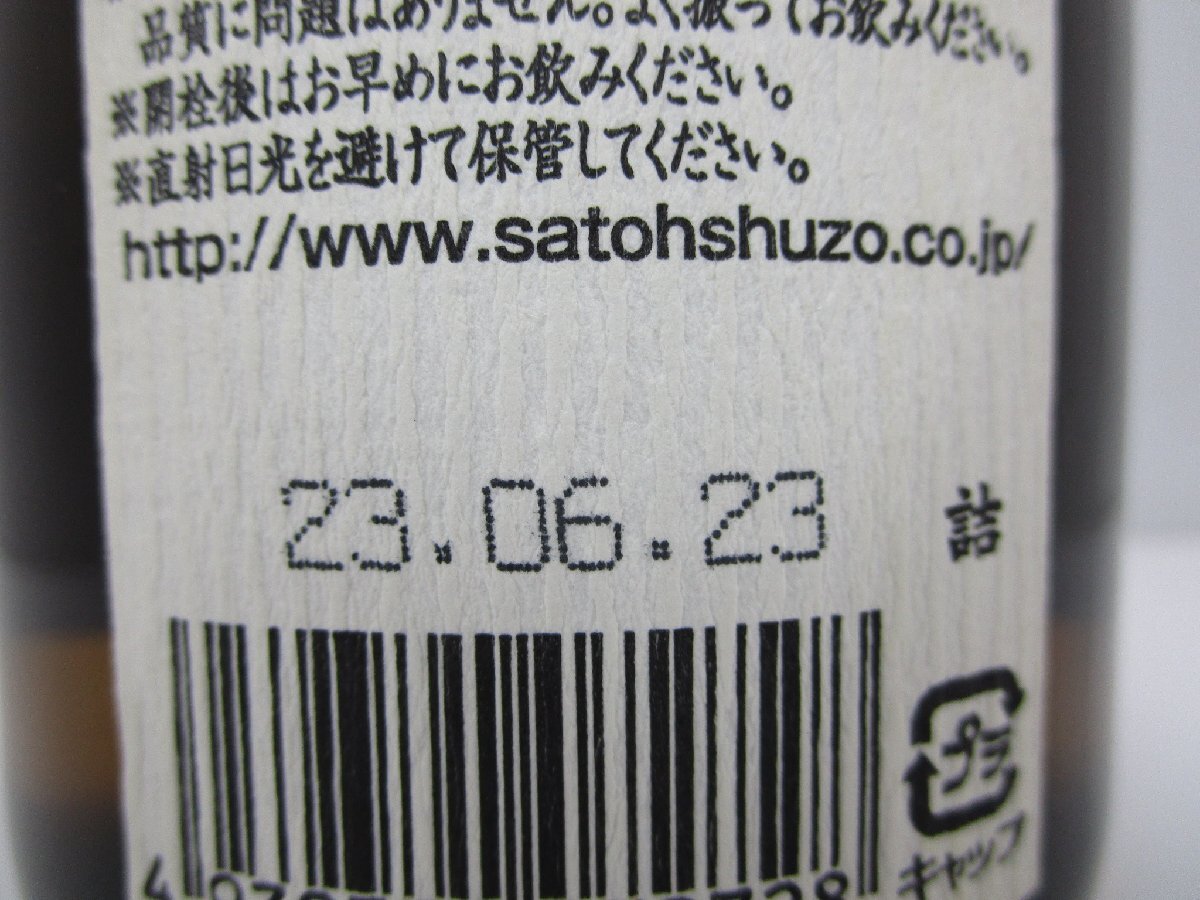 品質に問題はありません。よく振ってお飲みください。
※開栓後はお早めにお飲みください。
※直射日光を避けて保管してください。
http://www.satohshuzo.co.jp/
23.06.23 詰
プラ
キャップ